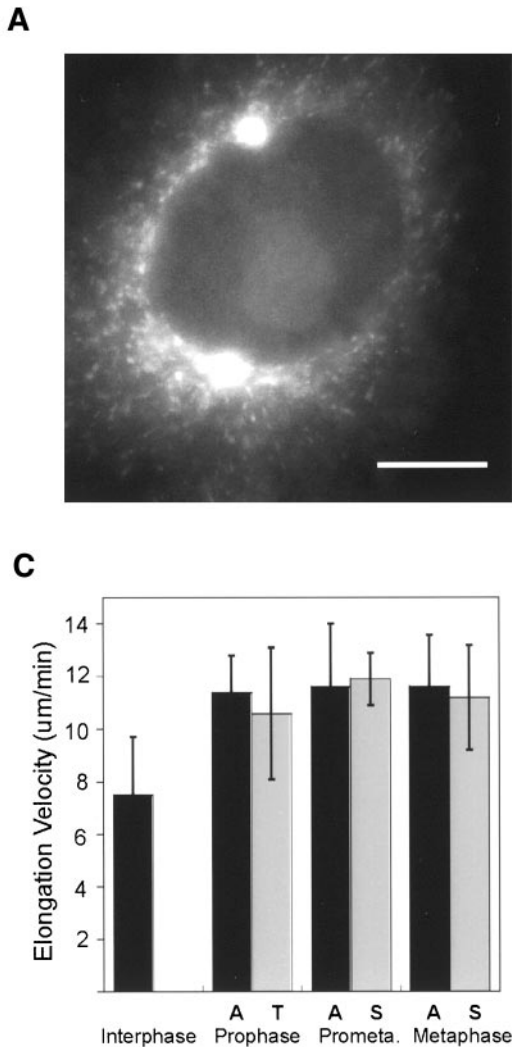 A
C
Elongation Velocity (um/min)
14
12
10
8
6
4
2
A T A S A S
Interphase Prophase Prometa. Metaphase